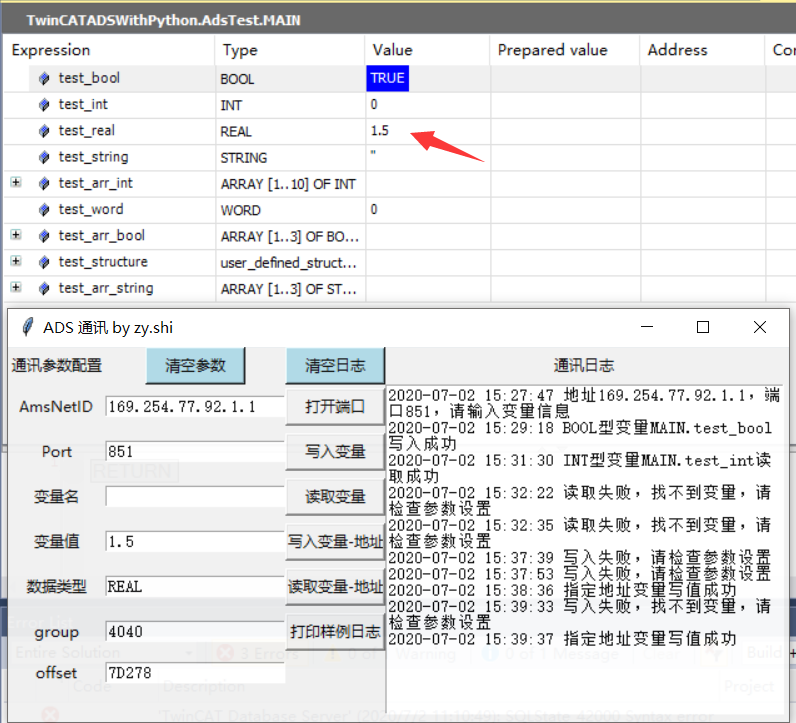 TwinCATADSWithPython.AdsTest.MAIN
Expression Type Value Prepared value Address Co
test_bool BOOL TRUE
test_int INT 0
test_real REAL 1.5
test_string STRING ''
test_arr_int ARRAY [1..10] OF INT
test_word WORD 0
test_arr_bool ARRAY [1..3] OF BO...
test_structure user_defined_struct...
test_arr_string ARRAY [1..3] OF ST...
ADS 通讯 by zy.shi
通讯参数配置 清空参数 清空日志 通讯日志
AmsNetID 169.254.77.92.1.1 打开端口
Port 851 写入变量
变量名 读取变量
变量值 1.5 写入变量-地址
数据类型 REAL 读取变量-地址
group 4040 打印样例日志
offset 7D278
2020-07-02 15:27:47 地址169.254.77.92.1.1，端
口851，请输入变量信息
2020-07-02 15:29:18 BOOL型变量MAIN.test_bool
写入成功
2020-07-02 15:31:30 INT型变量MAIN.test_int读
取成功
2020-07-02 15:32:22 读取失败，找不到变量，请
检查参数设置
2020-07-02 15:32:35 读取失败，找不到变量，请
检查参数设置
2020-07-02 15:37:39 写入失败，请检查参数设置
2020-07-02 15:37:53 写入失败，请检查参数设置
2020-07-02 15:38:36 指定地址变量写值成功
2020-07-02 15:39:33 写入失败，找不到变量，请
检查参数设置
2020-07-02 15:39:37 指定地址变量写值成功
RETURN
Entire Solution 3 Errors Warning 0 of 1 Message Build
Code Description Project
'TwinCAT Database Server' (2020/7/2 11:10:49): SQLState 42000 Syntax error